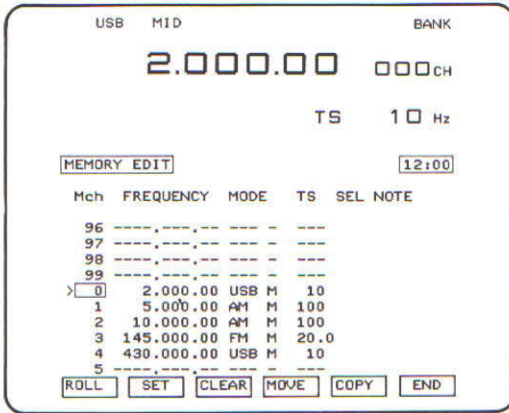 USB MID BANK
2.000.00 000CH
TS 10 Hz
MEMORY EDIT 12:00
Mch FREQUENCY MODE TS SEL NOTE
96 ----.---.-- --- - ---
97 ----.---.-- --- - ---
98 ----.---.-- --- - ---
99 ----.---.-- --- - ---
>0 2.000.00 USB M 10
1 5.000.00 AM M 100
2 10.000.00 AM M 100
3 145.000.00 FM M 20.0
4 430.000.00 USB M 10
5 ----.---.-- --- - ---
ROLL SET CLEAR MOVE COPY END